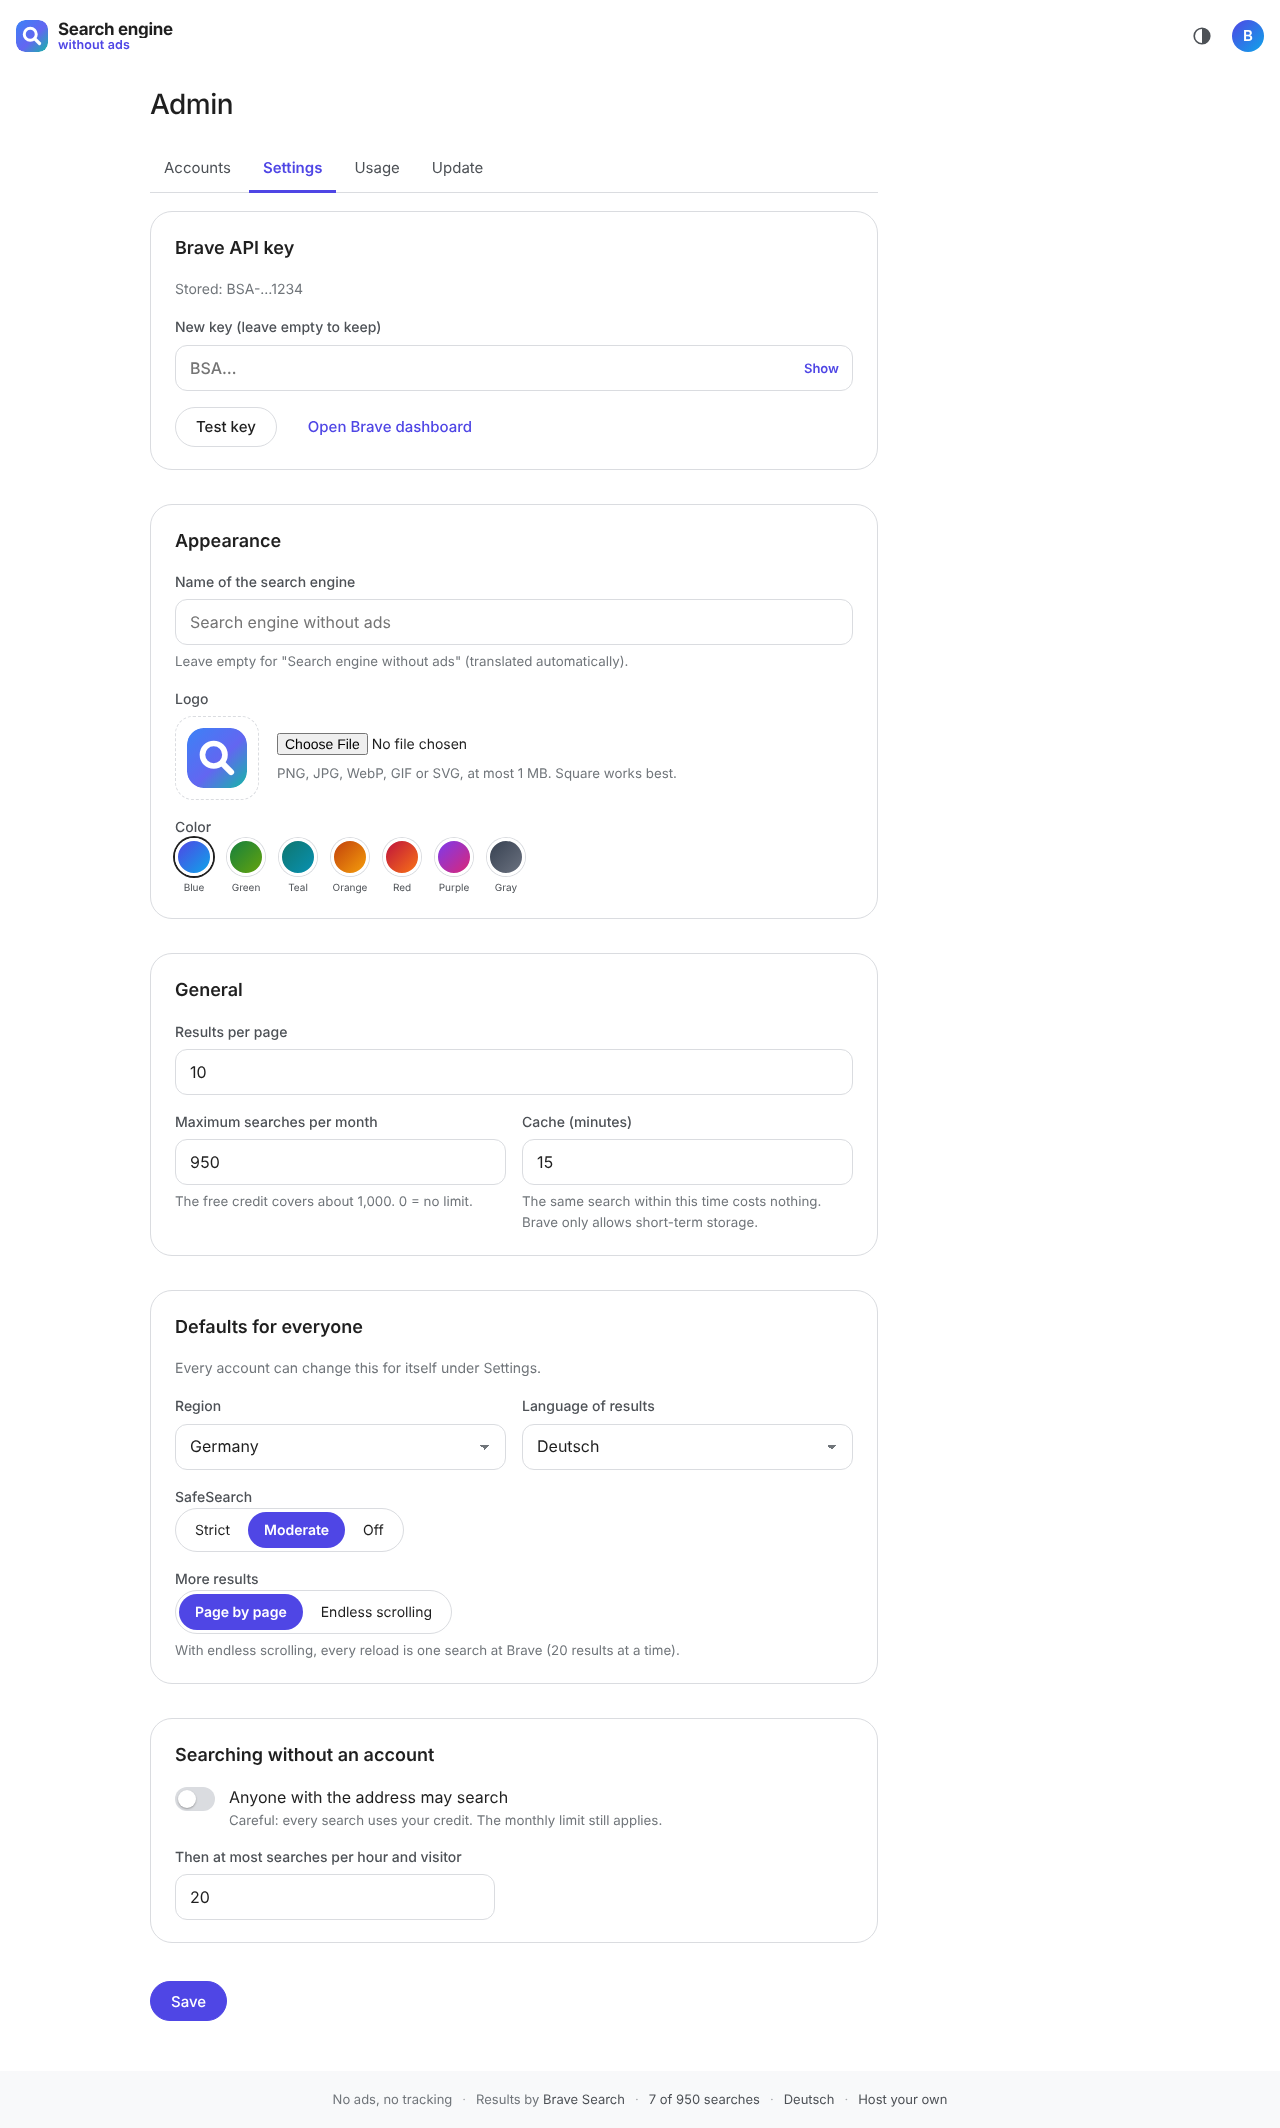 Search engine
without ads
B
Admin
Accounts Settings Usage Update
Brave API key
Stored: BSA-...1234
New key (leave empty to keep)
BSA... Show
Test key Open Brave dashboard
Appearance
Name of the search engine
Search engine without ads
Leave empty for "Search engine without ads" (translated automatically).
Logo
Choose File No file chosen
PNG, JPG, WebP, GIF or SVG, at most 1 MB. Square works best.
Color
Blue Green Teal Orange Red Purple Gray
General
Results per page
10
Maximum searches per month Cache (minutes)
950 15
The free credit covers about 1,000. 0 = no limit. The same search within this time costs nothing.
Brave only allows short-term storage.
Defaults for everyone
Every account can change this for itself under Settings.
Region Language of results
Germany Deutsch
SafeSearch
Strict Moderate Off
More results
Page by page Endless scrolling
With endless scrolling, every reload is one search at Brave (20 results at a time).
Searching without an account
Anyone with the address may search
Careful: every search uses your credit. The monthly limit still applies.
Then at most searches per hour and visitor
20
Save
No ads, no tracking · Results by Brave Search · 7 of 950 searches · Deutsch · Host your own